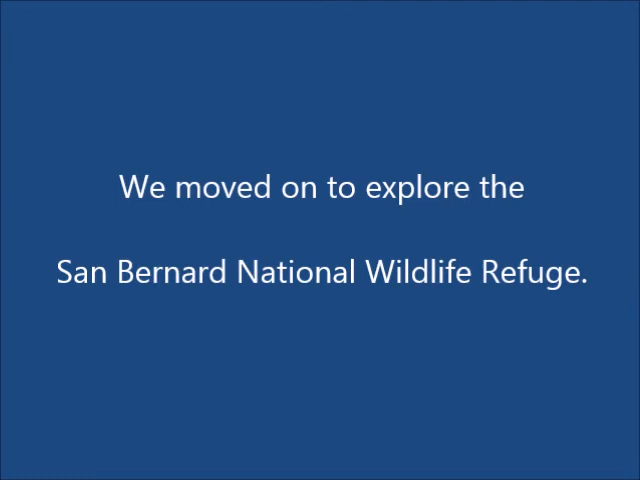 We moved on to explore the
San Bernard National Wildlife Refuge.